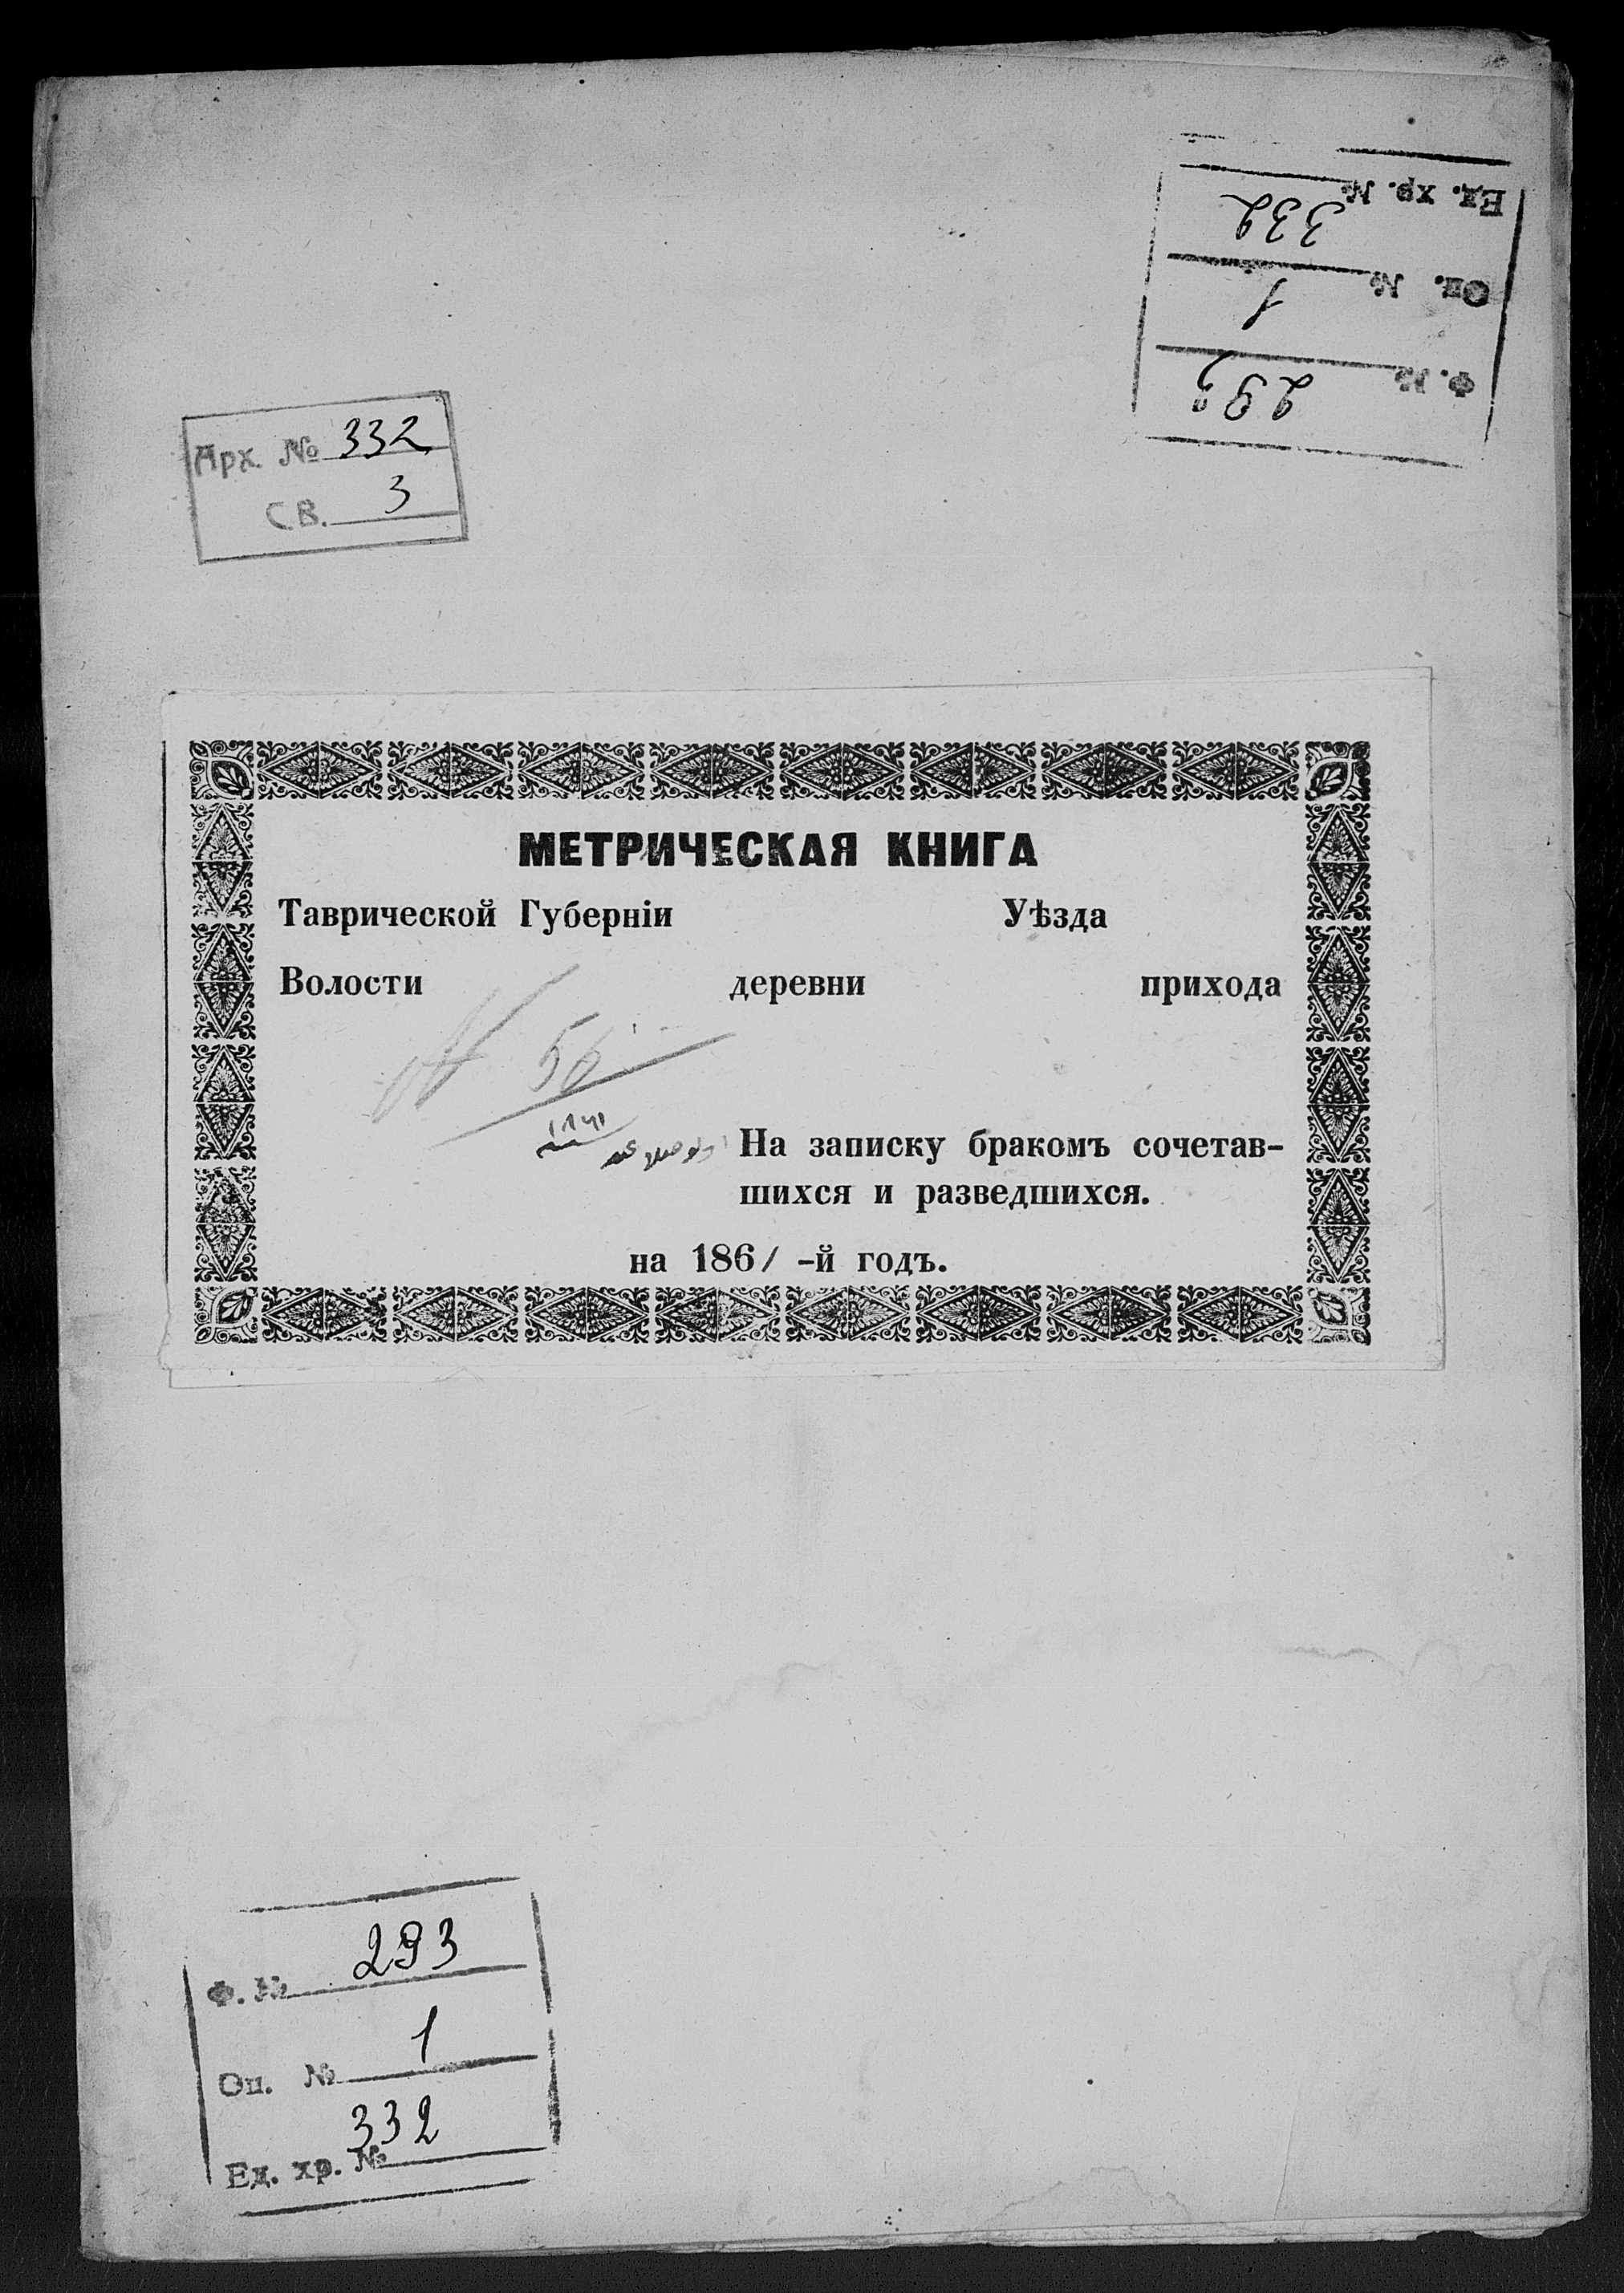 Ед. хр. № 332
Оп. № 1
Ф. № 293
Арх. № 332
СВ. 3
МЕТРИЧЕСКАЯ КНИГА
Таврической Губерніи Уѣзда
Волости деревни прихода
№ 56
На записку бракомъ сочетав-
шихся и разведшихся.
на 1861 -й годъ.
Ф. № 293
Оп. № 1
Ед. хр. № 332